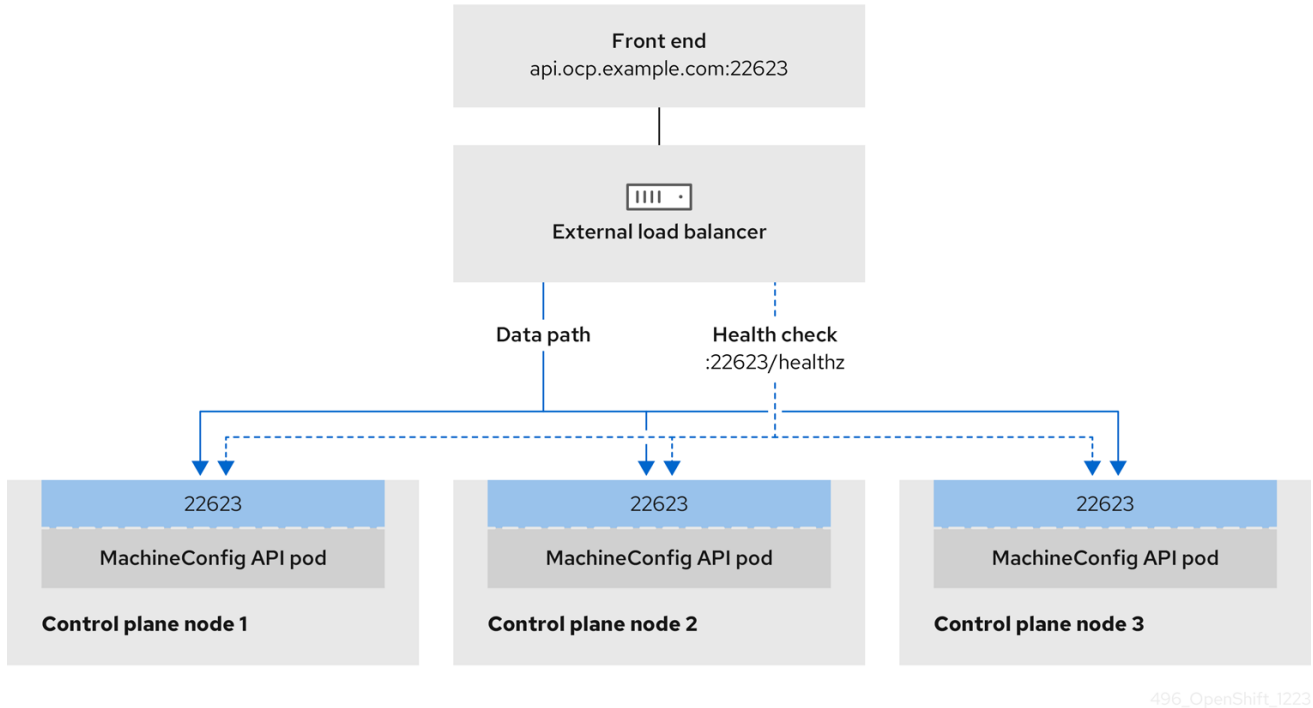 Front end
api.ocp.example.com:22623
External load balancer
Data path
Health check
:22623/healthz
22623
MachineConfig API pod
Control plane node 1
22623
MachineConfig API pod
Control plane node 2
22623
MachineConfig API pod
Control plane node 3
496_OpenShift_1223